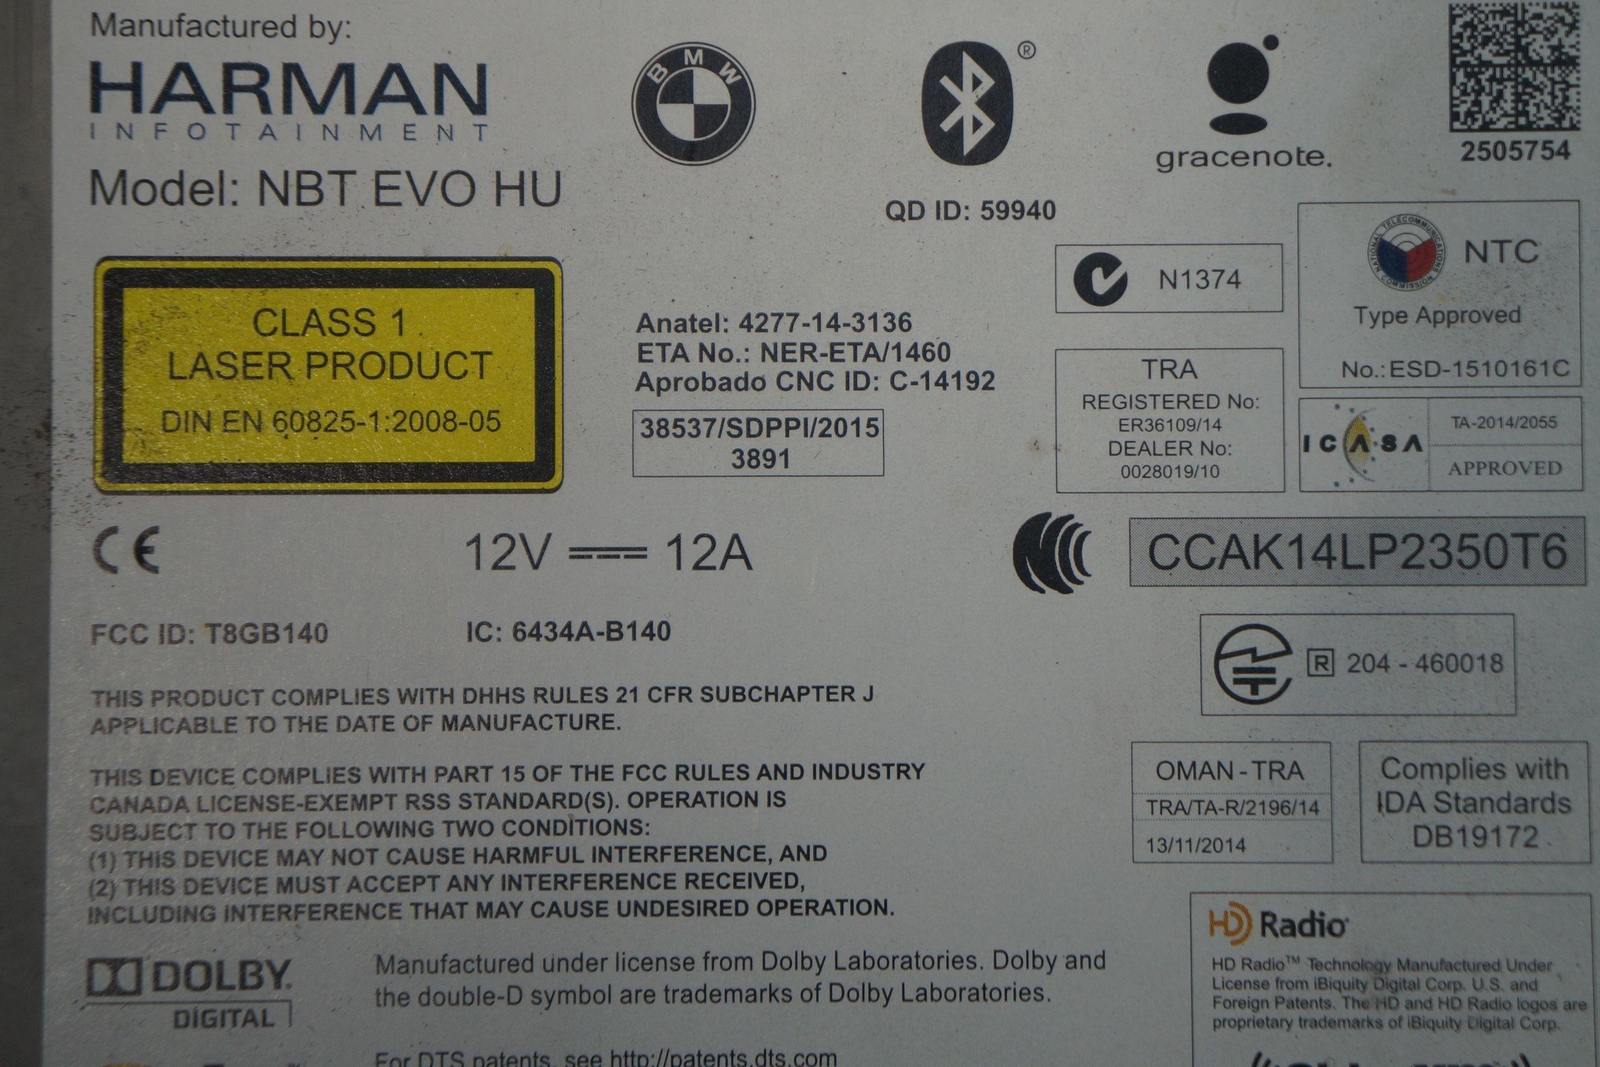 Manufactured by:
HARMAN
INFOTAINMENT
Model: NBT EVO HU
BMW
®
QD ID: 59940
gracenote.
2505754
CLASS 1
LASER PRODUCT
DIN EN 60825-1:2008-05
Anatel: 4277-14-3136
ETA No.: NER-ETA/1460
Aprobado CNC ID: C-14192
38537/SDPPI/2015
3891
N1374
NATIONAL TELECOMMUNICATIONS COMMISSION
NTC
Type Approved
No.:ESD-1510161C
TRA
REGISTERED No:
ER36109/14
DEALER No:
0028019/10
ICASA
TA-2014/2055
APPROVED
CE
12V 12A
CCAK14LP2350T6
FCC ID: T8GB140
IC: 6434A-B140
R 204 - 460018
THIS PRODUCT COMPLIES WITH DHHS RULES 21 CFR SUBCHAPTER J
APPLICABLE TO THE DATE OF MANUFACTURE.
THIS DEVICE COMPLIES WITH PART 15 OF THE FCC RULES AND INDUSTRY
CANADA LICENSE-EXEMPT RSS STANDARD(S). OPERATION IS
SUBJECT TO THE FOLLOWING TWO CONDITIONS:
(1) THIS DEVICE MAY NOT CAUSE HARMFUL INTERFERENCE, AND
(2) THIS DEVICE MUST ACCEPT ANY INTERFERENCE RECEIVED,
INCLUDING INTERFERENCE THAT MAY CAUSE UNDESIRED OPERATION.
OMAN - TRA
TRA/TA-R/2196/14
13/11/2014
Complies with
IDA Standards
DB19172
DOLBY
DIGITAL
Manufactured under license from Dolby Laboratories. Dolby and
the double-D symbol are trademarks of Dolby Laboratories.
HD Radio
HD Radio™ Technology Manufactured Under
License from iBiquity Digital Corp. U.S. and
Foreign Patents. The HD and HD Radio logos are
proprietary trademarks of iBiquity Digital Corp.
For DTS patents, see http://patents.dts.com